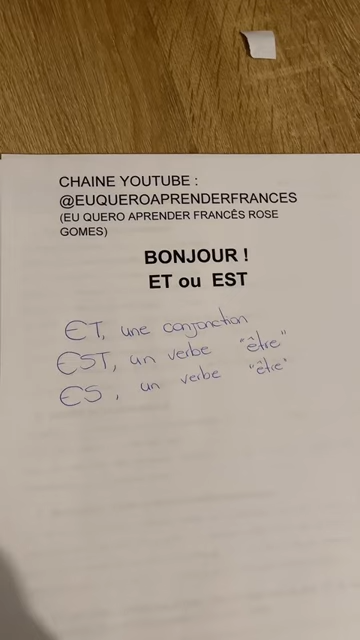 CHAINE YOUTUBE :
@EUQUEROAPRENDERFRANCES
(EU QUERO APRENDER FRANCÊS ROSE
GOMES)
BONJOUR !
ET ou EST
ET, une conjonction
EST, un verbe "être"
ES, un verbe "être"